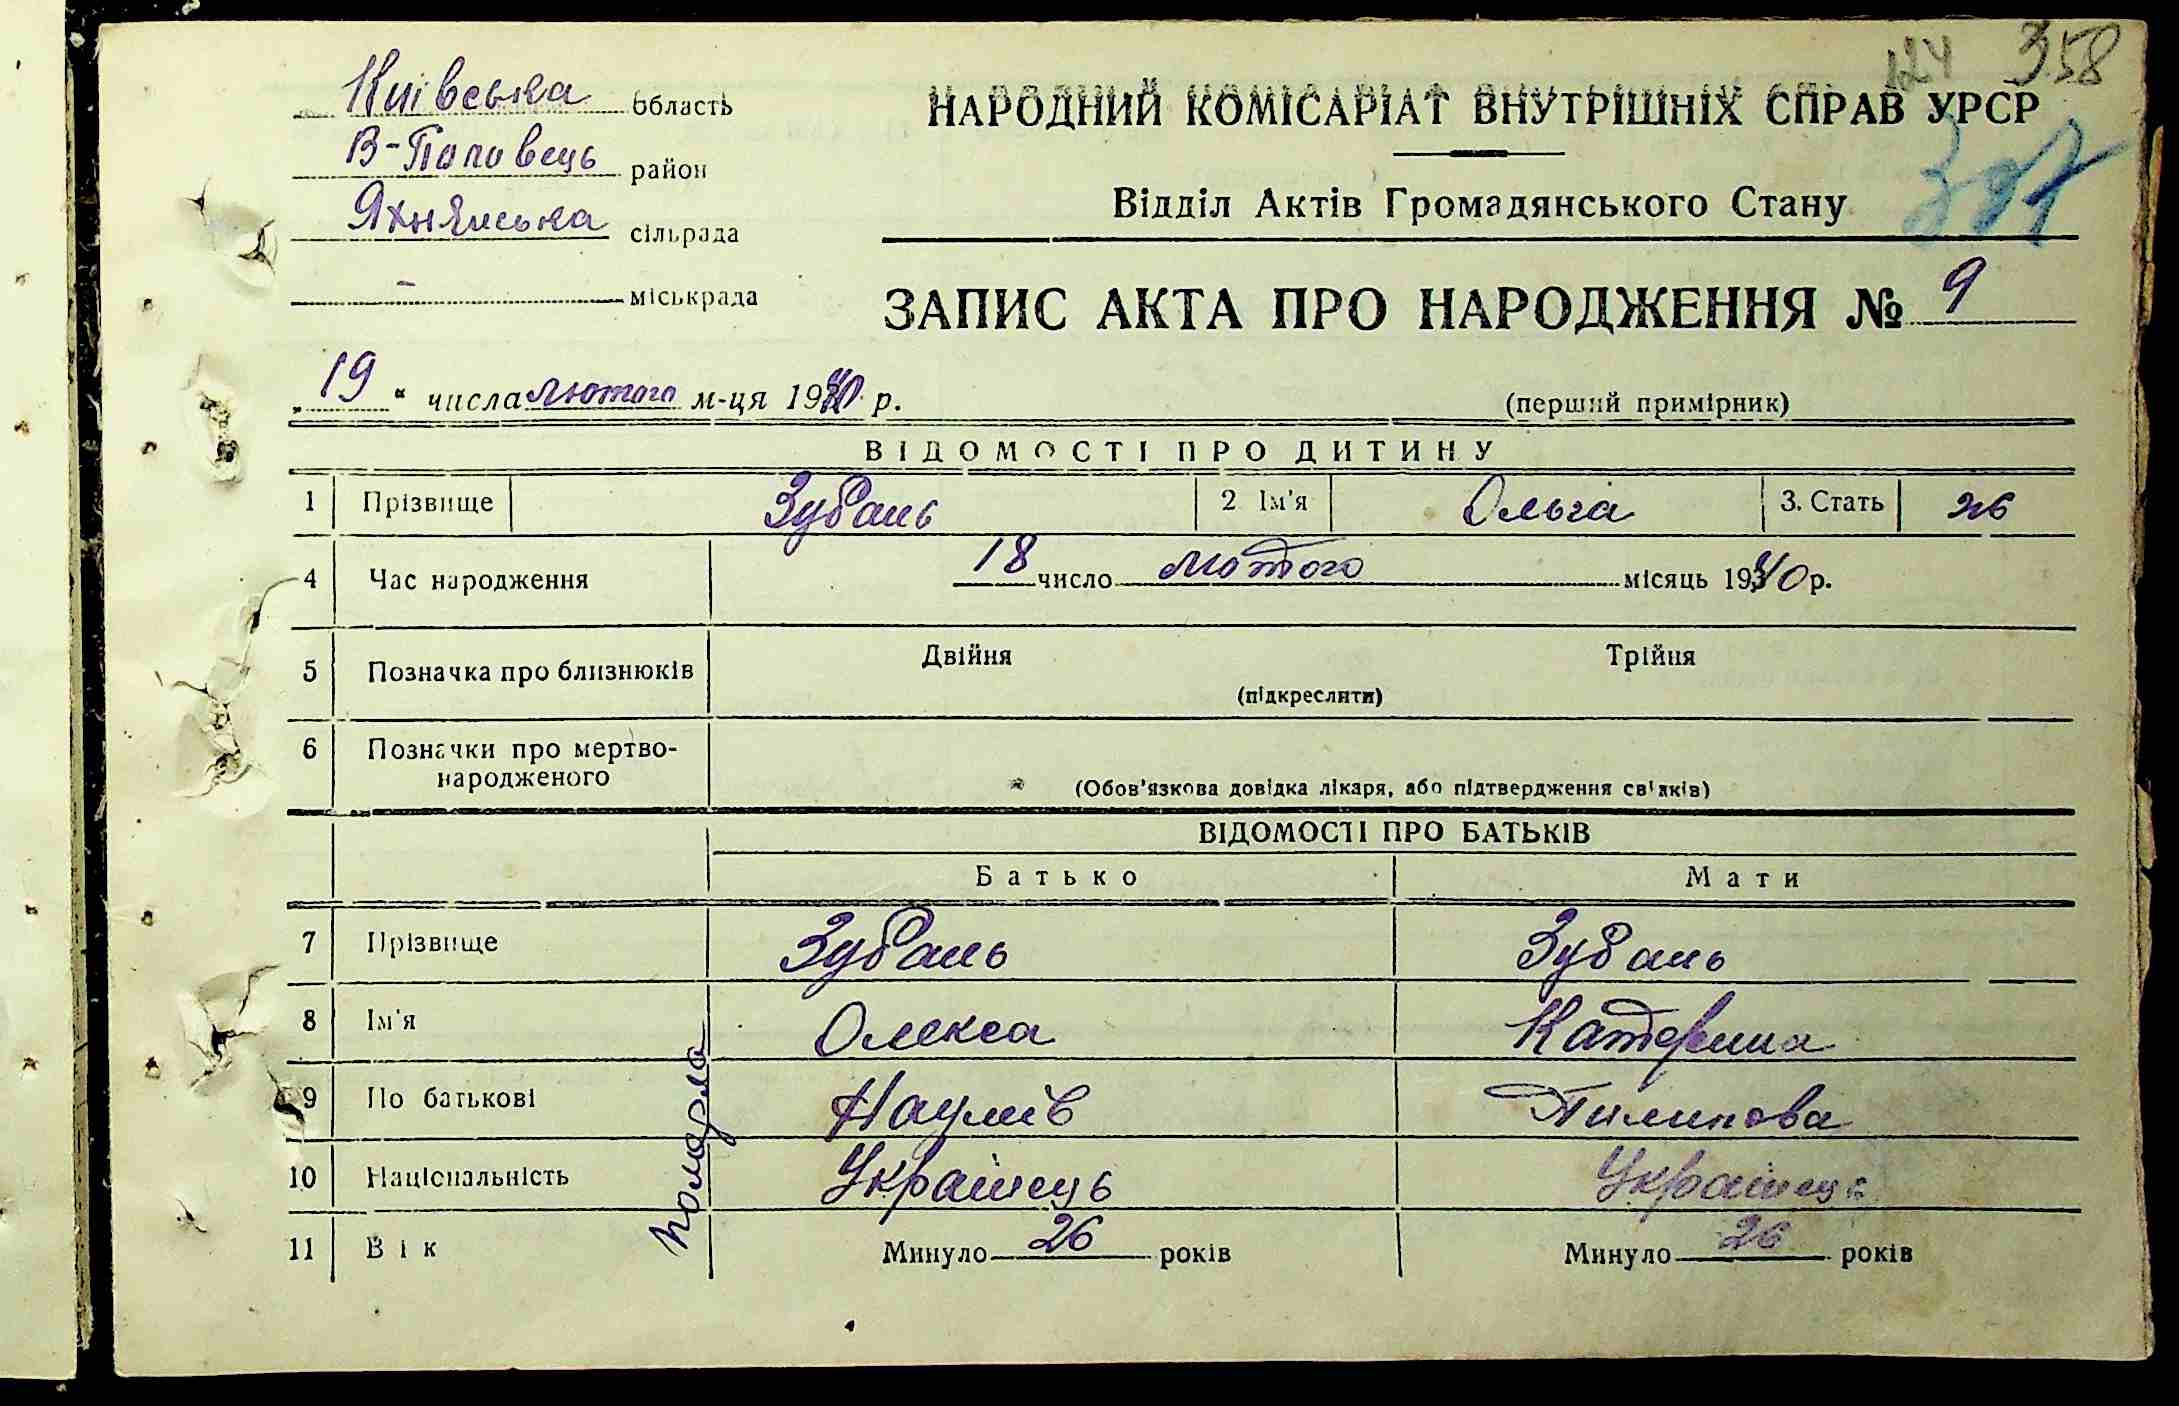 124 358
Київська область
НАРОДНИЙ КОМІСАРІАТ ВНУТРІШНІХ СПРАВ УРСР
В-Половець район
Відділ Актів Громадянського Стану
Яхнянська сільрада
- міськрада
ЗАПИС АКТА ПРО НАРОДЖЕННЯ № 9
„19“ числа лютого м-ця 1940 р.
(перший примірник)
ВІДОМОСТІ ПРО ДИТИНУ
1 Прізвище Зубань 2 Ім'я Ольга 3. Стать жб
4 Час народження 18 число лютого місяць 1940 р.
5 Позначка про близнюків Двійня Трійня
(підкреслити)
6 Позначки про мертво-
народженого
(Обов'язкова довідка лікаря, або підтвердження свідків)
ВІДОМОСТІ ПРО БАТЬКІВ
Батько Мати
7 Прізвище Зубань Зубань
8 Ім'я Олекса Катерина
9 По батькові Наумів Пилипова
10 Національність Українець Українець
11 Вік Минуло 26 років Минуло 26 років
померла